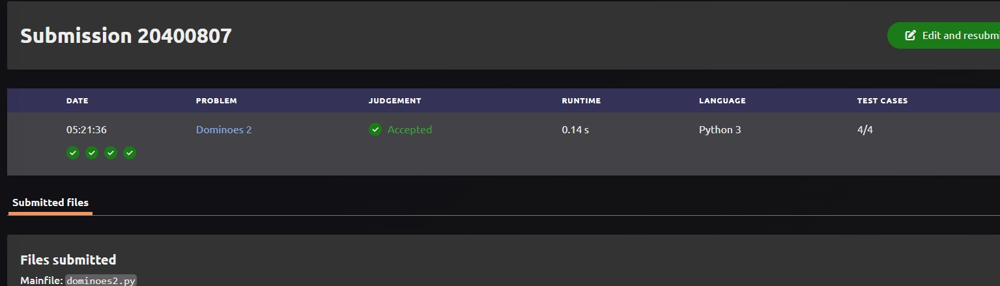 Submission 20400807
Edit and resubmi
DATE PROBLEM JUDGEMENT RUNTIME LANGUAGE TEST CASES
05:21:36 Dominoes 2 Accepted 0.14 s Python 3 4/4
Submitted files
Files submitted
Mainfile: dominoes2.py